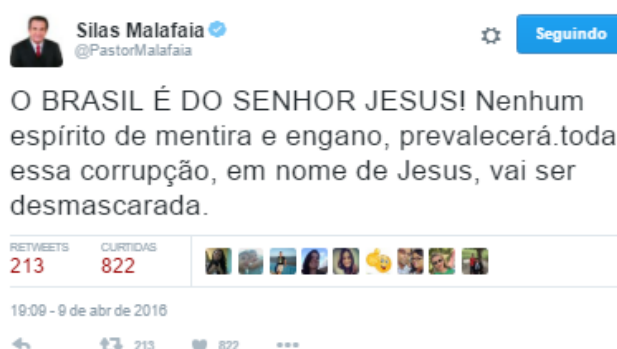 Silas Malafaia
@PastorMalafaia
Seguindo
O BRASIL É DO SENHOR JESUS! Nenhum
espírito de mentira e engano, prevalecerá.toda
essa corrupção, em nome de Jesus, vai ser
desmascarada.
RETWEETS CURTIDAS
213 822
19:09 - 9 de abr de 2016
213 822